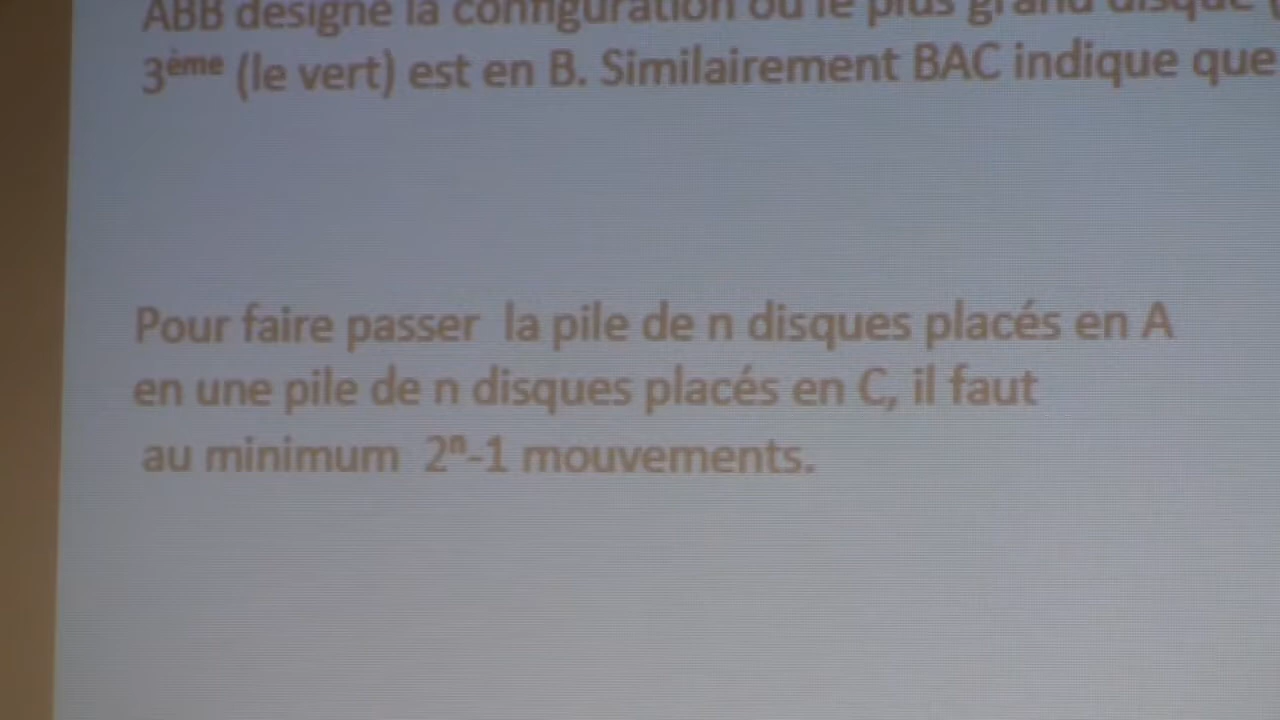 ABB désigne la configuration où le plus grand disque (
3ème (le vert) est en B. Similairement BAC indique que
Pour faire passer la pile de n disques placés en A
en une pile de n disques placés en C, il faut
au minimum 2ⁿ-1 mouvements.